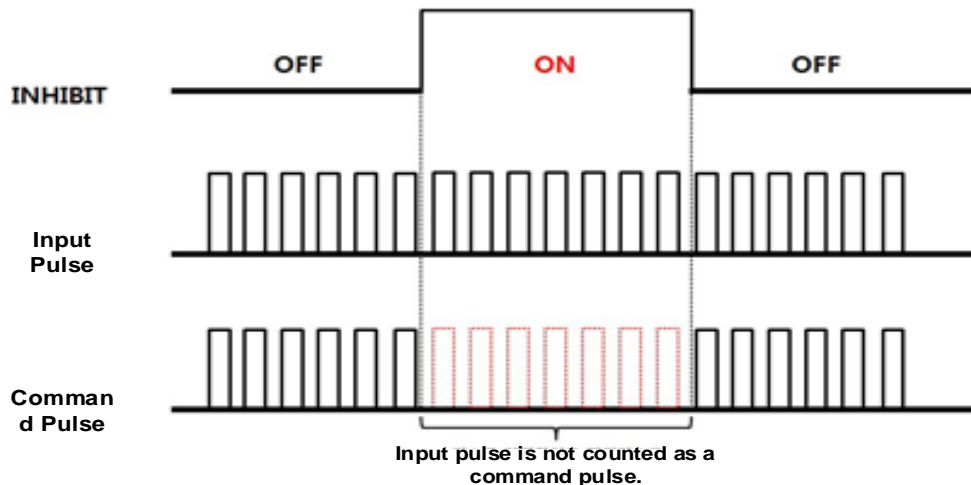 OFF
ON
OFF
INHIBIT
Input
Pulse
Comman
d Pulse
Input pulse is not counted as a
command pulse.